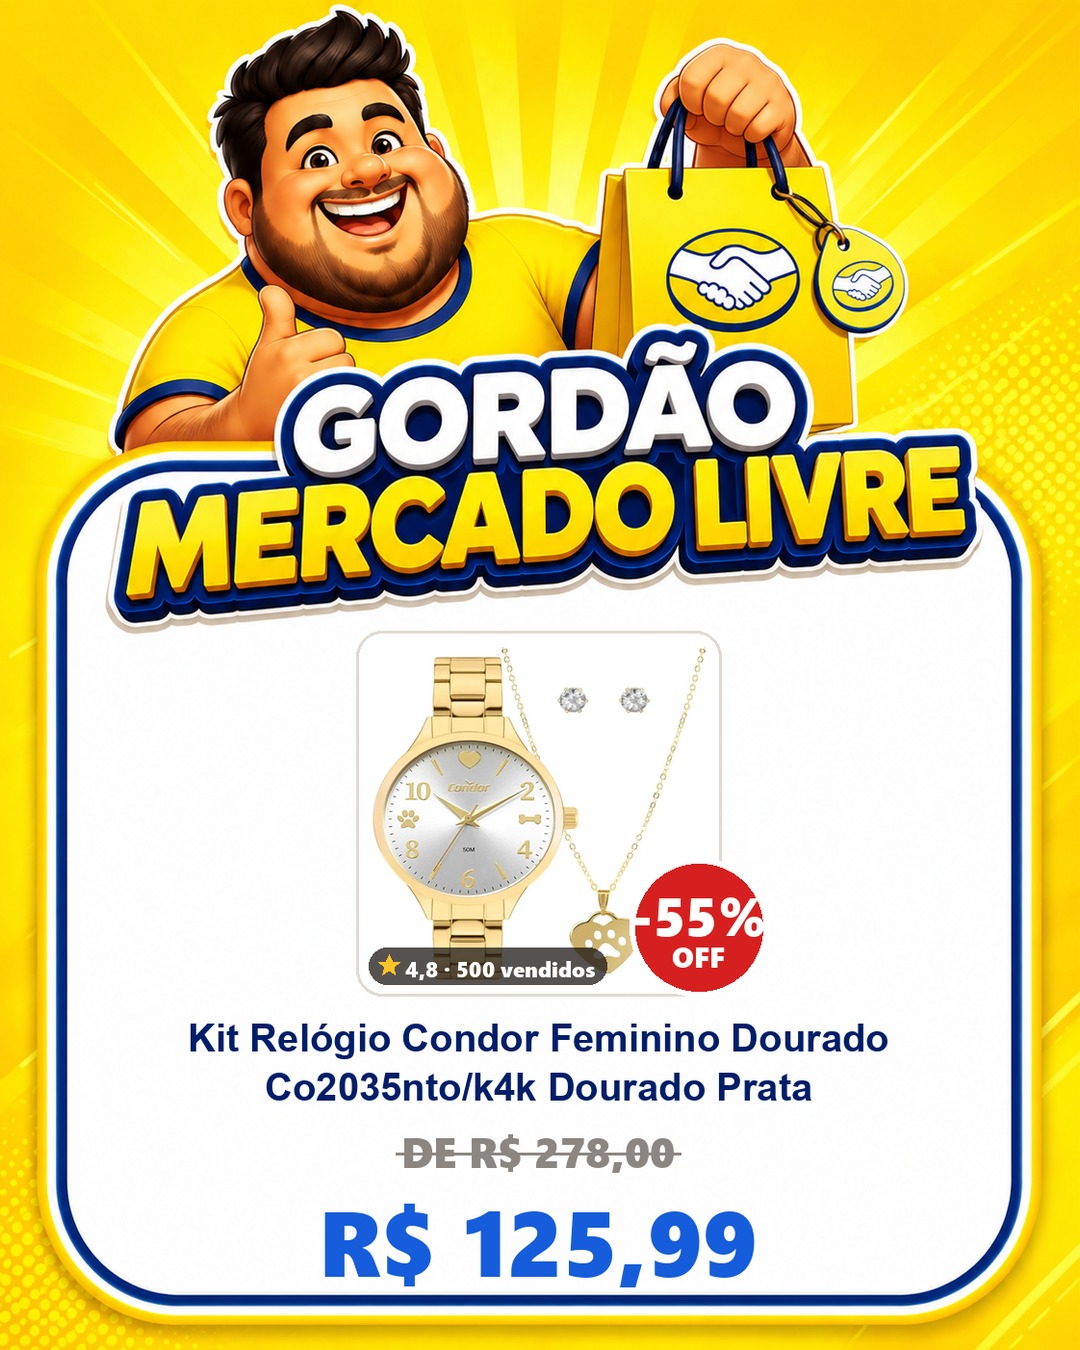 GORDÃO
MERCADO LIVRE
10
2
Condor
8
4
50M
6
-55%
OFF
4,8 · 500 vendidos
Kit Relógio Condor Feminino Dourado
Co2035nto/k4k Dourado Prata
DE R$ 278,00
R$ 125,99